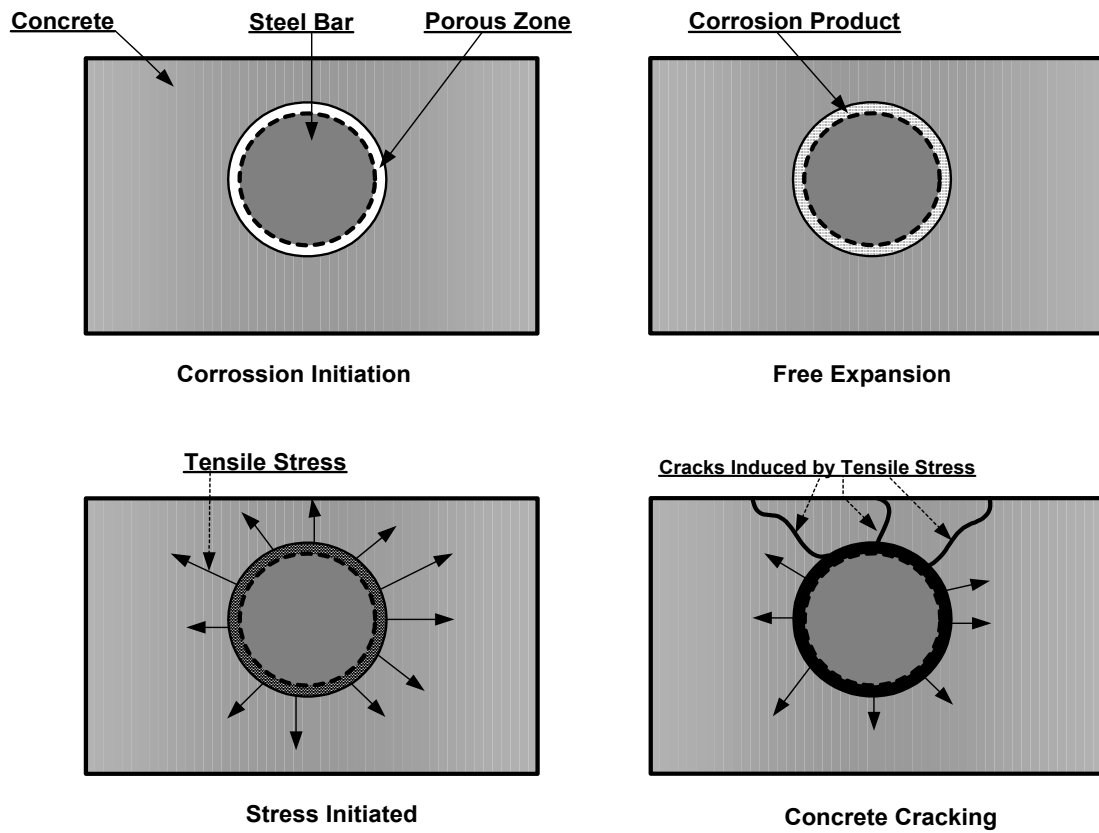 Concrete
Steel Bar
Porous Zone
Corrosion Product
Corrossion Initiation
Free Expansion
Tensile Stress
Cracks Induced by Tensile Stress
Stress Initiated
Concrete Cracking